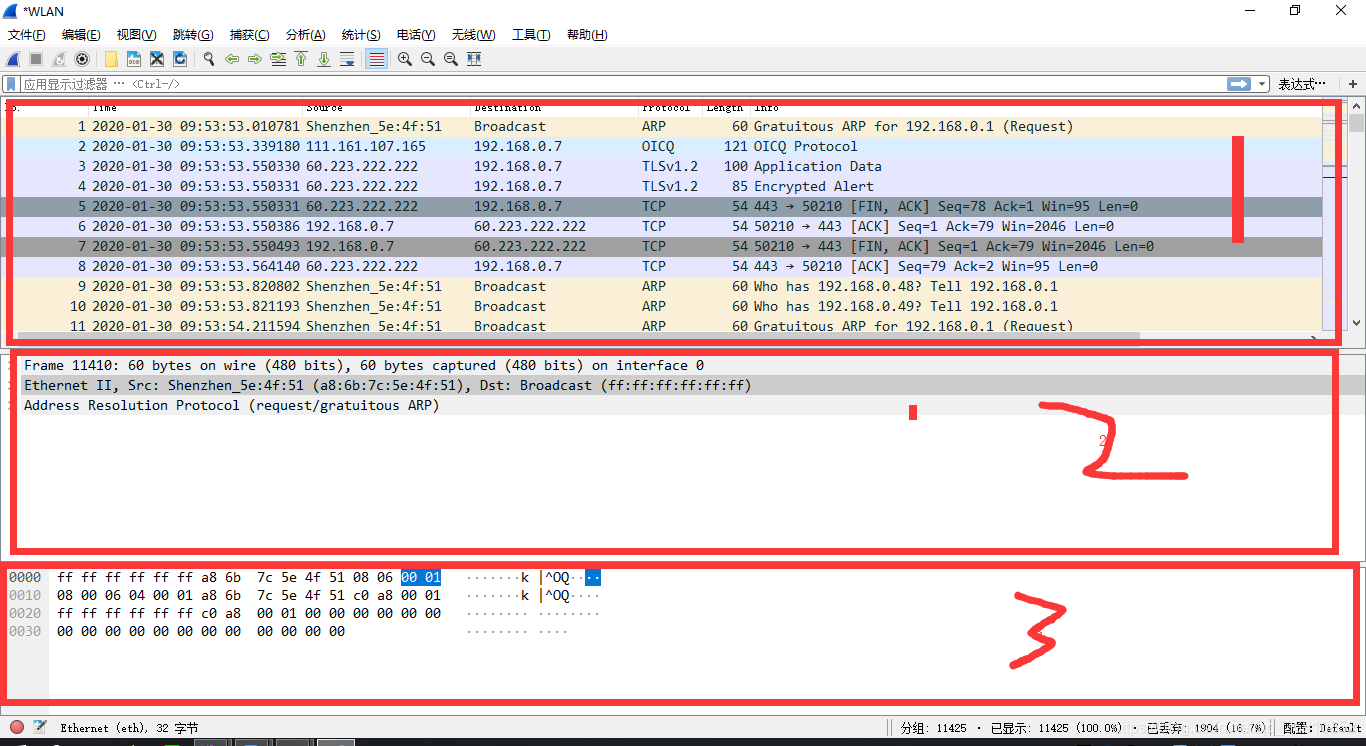 *WLAN
文件(F) 编辑(E) 视图(V) 跳转(G) 捕获(C) 分析(A) 统计(S) 电话(Y) 无线(W) 工具(T) 帮助(H)
应用显示过滤器 … <Ctrl-/> 表达式… +
Time Source Destination Protocol Length Info
1 2020-01-30 09:53:53.010781 Shenzhen_5e:4f:51 Broadcast ARP 60 Gratuitous ARP for 192.168.0.1 (Request)
2 2020-01-30 09:53:53.339180 111.161.107.165 192.168.0.7 OICQ 121 OICQ Protocol
3 2020-01-30 09:53:53.550330 60.223.222.222 192.168.0.7 TLSv1.2 100 Application Data
4 2020-01-30 09:53:53.550331 60.223.222.222 192.168.0.7 TLSv1.2 85 Encrypted Alert
5 2020-01-30 09:53:53.550331 60.223.222.222 192.168.0.7 TCP 54 443 → 50210 [FIN, ACK] Seq=78 Ack=1 Win=95 Len=0
6 2020-01-30 09:53:53.550386 192.168.0.7 60.223.222.222 TCP 54 50210 → 443 [ACK] Seq=1 Ack=79 Win=2046 Len=0
7 2020-01-30 09:53:53.550493 192.168.0.7 60.223.222.222 TCP 54 50210 → 443 [FIN, ACK] Seq=1 Ack=79 Win=2046 Len=0
8 2020-01-30 09:53:53.564140 60.223.222.222 192.168.0.7 TCP 54 443 → 50210 [ACK] Seq=79 Ack=2 Win=95 Len=0
9 2020-01-30 09:53:53.820802 Shenzhen_5e:4f:51 Broadcast ARP 60 Who has 192.168.0.48? Tell 192.168.0.1
10 2020-01-30 09:53:53.821193 Shenzhen_5e:4f:51 Broadcast ARP 60 Who has 192.168.0.49? Tell 192.168.0.1
11 2020-01-30 09:53:54.211594 Shenzhen_5e:4f:51 Broadcast ARP 60 Gratuitous ARP for 192.168.0.1 (Request)
1
Frame 11410: 60 bytes on wire (480 bits), 60 bytes captured (480 bits) on interface 0
Ethernet II, Src: Shenzhen_5e:4f:51 (a8:6b:7c:5e:4f:51), Dst: Broadcast (ff:ff:ff:ff:ff:ff)
Address Resolution Protocol (request/gratuitous ARP)
2
2
0000 ff ff ff ff ff ff a8 6b 7c 5e 4f 51 08 06 00 01 ·······k |^OQ····
0010 08 00 06 04 00 01 a8 6b 7c 5e 4f 51 c0 a8 00 01 ·······k |^OQ····
0020 ff ff ff ff ff ff c0 a8 00 01 00 00 00 00 00 00 ········ ········
0030 00 00 00 00 00 00 00 00 00 00 00 00 ········ ····
3
Ethernet (eth), 32 字节 分组: 11425 · 已显示: 11425 (100.0%) · 已丢弃: 1904 (16.7%) 配置: Default